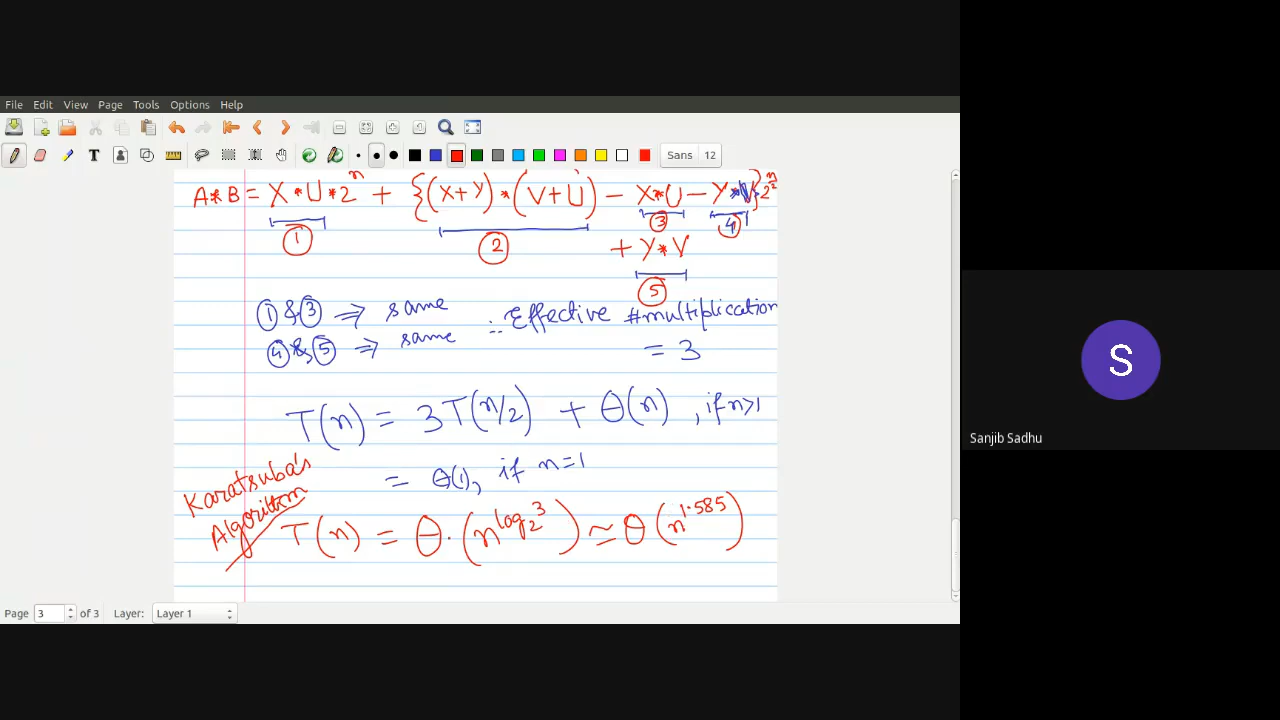 File Edit View Page Tools Options Help
Sans 12
A*B = X*U*2^n + {(X+Y)*(V+U) - X*U - Y*V}2^(n/2)
① ② ③ ④
+ Y*V
⑤
① & ③ ⇒ same ∴ Effective #multiplication
④ & ⑤ ⇒ same = 3
T(n) = 3T(n/2) + Θ(n), if n>1
= Θ(1), if n=1
Karatsuba's
Algorithm
T(n) = Θ·(n^(log_2 3)) ≃ Θ(n^1.585)
Page 3 of 3 Layer: Layer 1
S
Sanjib Sadhu